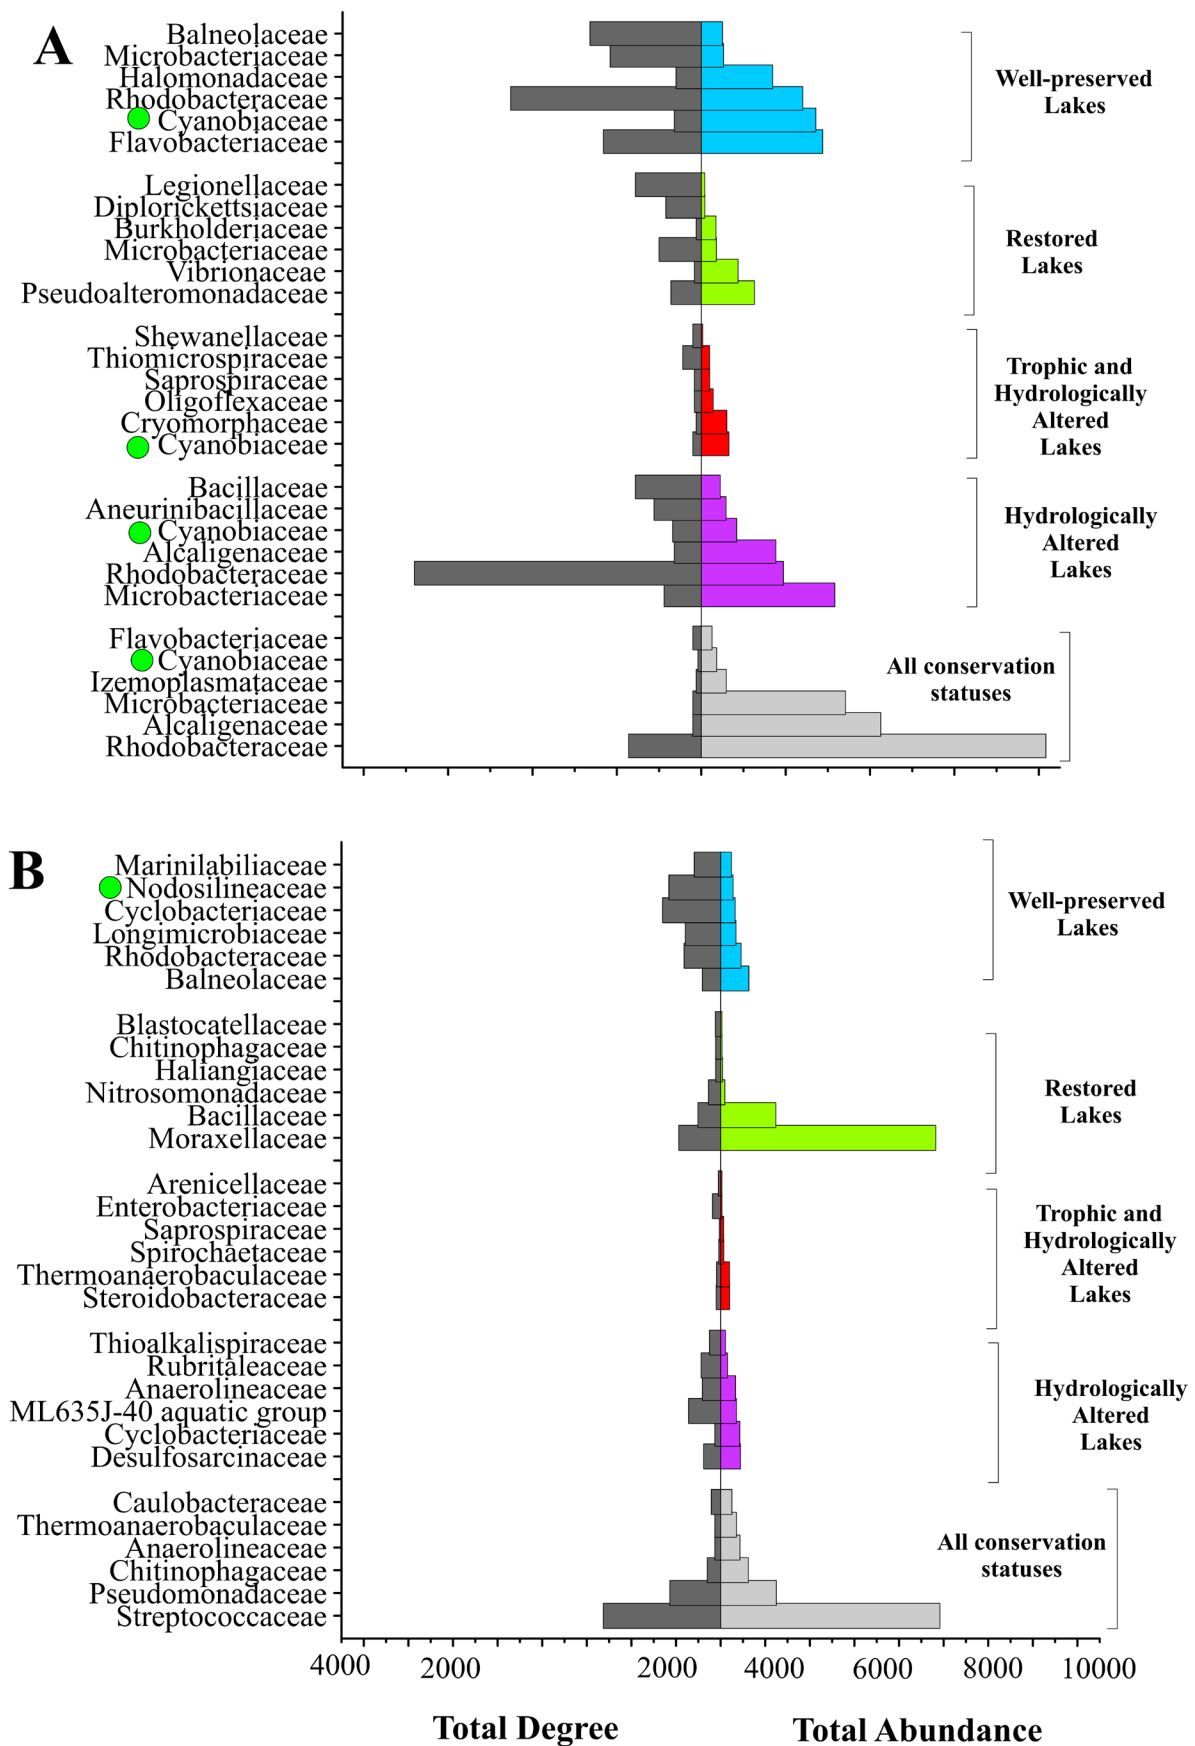 A
Balneolaceae
Microbacteriaceae
Halomonadaceae
Rhodobacteraceae
Cyanobiaceae
Flavobacteriaceae
Well-preserved
Lakes
Legionellaceae
Diplorickettsiaceae
Burkholderiaceae
Microbacteriaceae
Vibrionaceae
Pseudoalteromonadaceae
Restored
Lakes
Shewanellaceae
Thiomicrospiraceae
Saprospiraceae
Oligoflexaceae
Cryomorphaceae
Cyanobiaceae
Trophic and
Hydrologically
Altered
Lakes
Bacillaceae
Aneurinibacillaceae
Cyanobiaceae
Alcaligenaceae
Rhodobacteraceae
Microbacteriaceae
Hydrologically
Altered
Lakes
Flavobacteriaceae
Cyanobiaceae
Izemoplasmataceae
Microbacteriaceae
Alcaligenaceae
Rhodobacteraceae
All conservation
statuses
B
Marinilabiliaceae
Nodosilineaceae
Cyclobacteriaceae
Longimicrobiaceae
Rhodobacteraceae
Balneolaceae
Well-preserved
Lakes
Blastocatellaceae
Chitinophagaceae
Haliangiaceae
Nitrosomonadaceae
Bacillaceae
Moraxellaceae
Restored
Lakes
Arenicellaceae
Enterobacteriaceae
Saprospiraceae
Spirochaetaceae
Thermoanaerobaculaceae
Steroidobacteraceae
Trophic and
Hydrologically
Altered
Lakes
Thioalkalispiraceae
Rubritaleaceae
Anaerolineaceae
ML635J-40 aquatic group
Cyclobacteriaceae
Desulfosarcinaceae
Hydrologically
Altered
Lakes
Caulobacteraceae
Thermoanaerobaculaceae
Anaerolineaceae
Chitinophagaceae
Pseudomonadaceae
Streptococcaceae
All conservation
statuses
4000 2000 2000 4000 6000 8000 10000
Total Degree Total Abundance